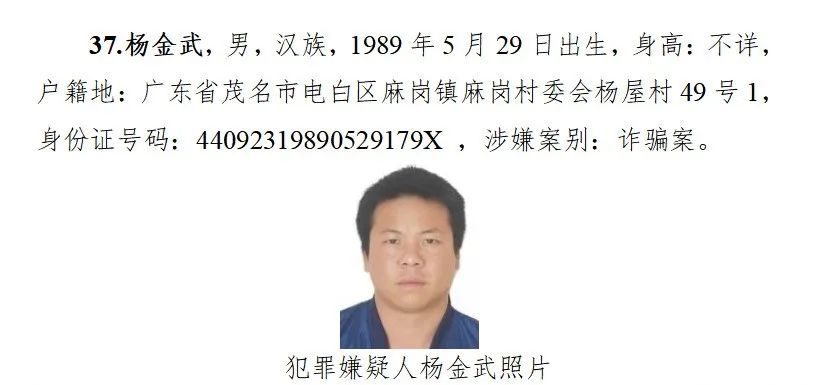 37.杨金武，男，汉族，1989 年 5 月 29 日出生，身高：不详，
户籍地：广东省茂名市电白区麻岗镇麻岗村委会杨屋村 49 号 1，
身份证号码：44092319890529179X ，涉嫌案别：诈骗案。
犯罪嫌疑人杨金武照片